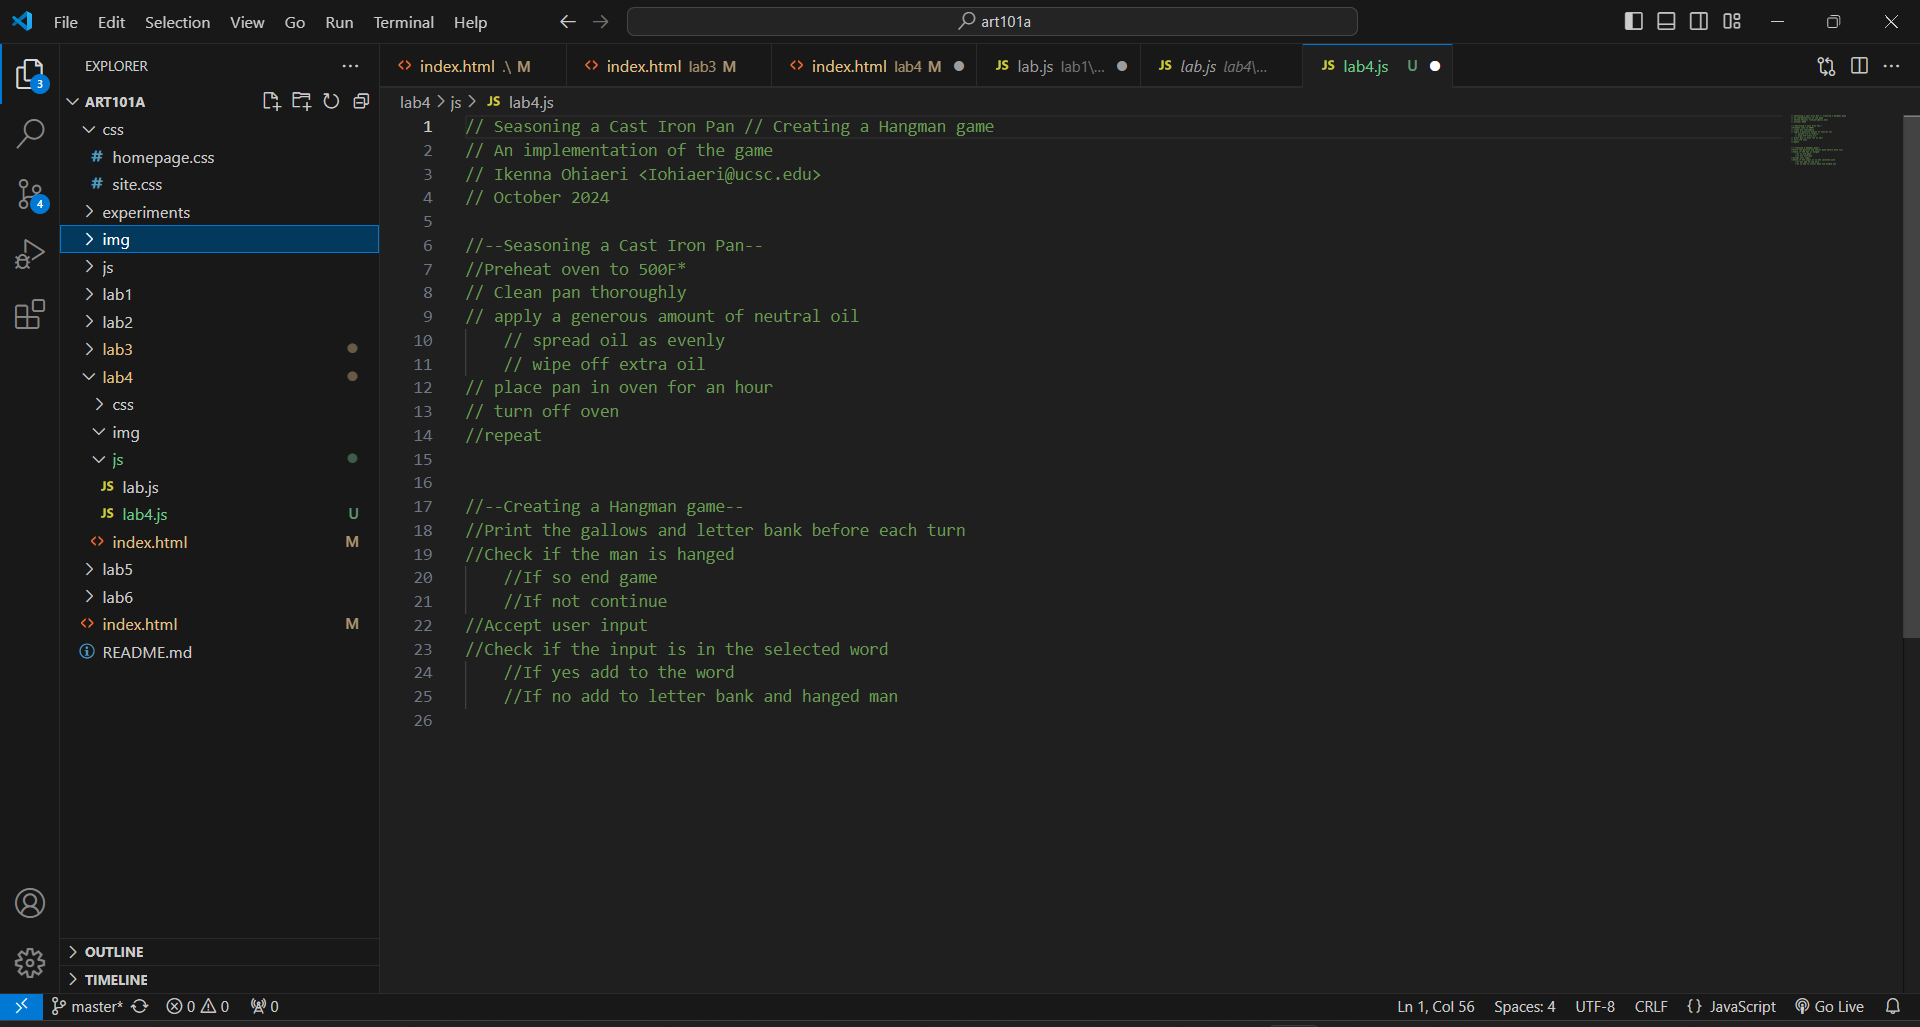 File Edit Selection View Go Run Terminal Help
art101a
EXPLORER
index.html .\ M
index.html lab3 M
index.html lab4 M
JS lab.js lab1\...
JS lab.js lab4\...
JS lab4.js U
3
ART101A
css
# homepage.css
# site.css
4
experiments
img
js
lab1
lab2
lab3
lab4
css
img
js
JS lab.js
JS lab4.js U
index.html M
lab5
lab6
index.html M
README.md
OUTLINE
TIMELINE
lab4 > js > JS lab4.js
1 // Seasoning a Cast Iron Pan // Creating a Hangman game
2 // An implementation of the game
3 // Ikenna Ohiaeri <Iohiaeri@ucsc.edu>
4 // October 2024
5
6 //--Seasoning a Cast Iron Pan--
7 //Preheat oven to 500F*
8 // Clean pan thoroughly
9 // apply a generous amount of neutral oil
10 // spread oil as evenly
11 // wipe off extra oil
12 // place pan in oven for an hour
13 // turn off oven
14 //repeat
15
16
17 //--Creating a Hangman game--
18 //Print the gallows and letter bank before each turn
19 //Check if the man is hanged
20 //If so end game
21 //If not continue
22 //Accept user input
23 //Check if the input is in the selected word
24 //If yes add to the word
25 //If no add to letter bank and hanged man
26
master* 0 0 0
Ln 1, Col 56 Spaces: 4 UTF-8 CRLF {} JavaScript Go Live